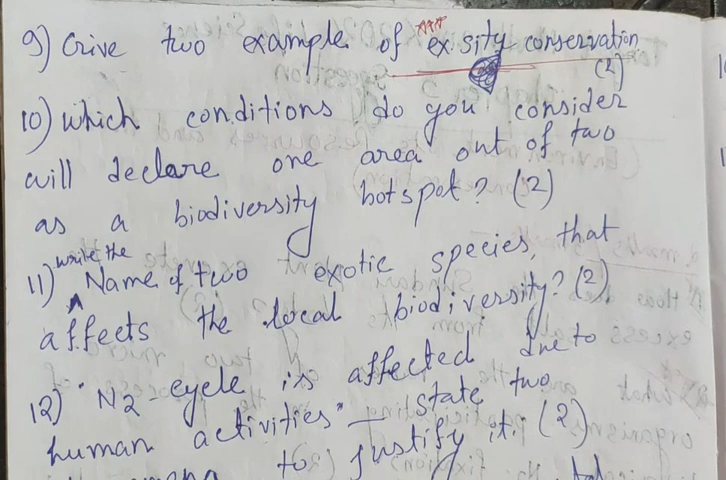 9) Give two example of ex situ conservation
(2)
10) which conditions do you consider
will declare one area out of two
as a biodiversity hotspot? (2)
11) write the Name of two exotic species, that
affects the local biodiversity? (2)
12) "N2 cycle is affected due to
human activities" — state two
to justify it. (2)